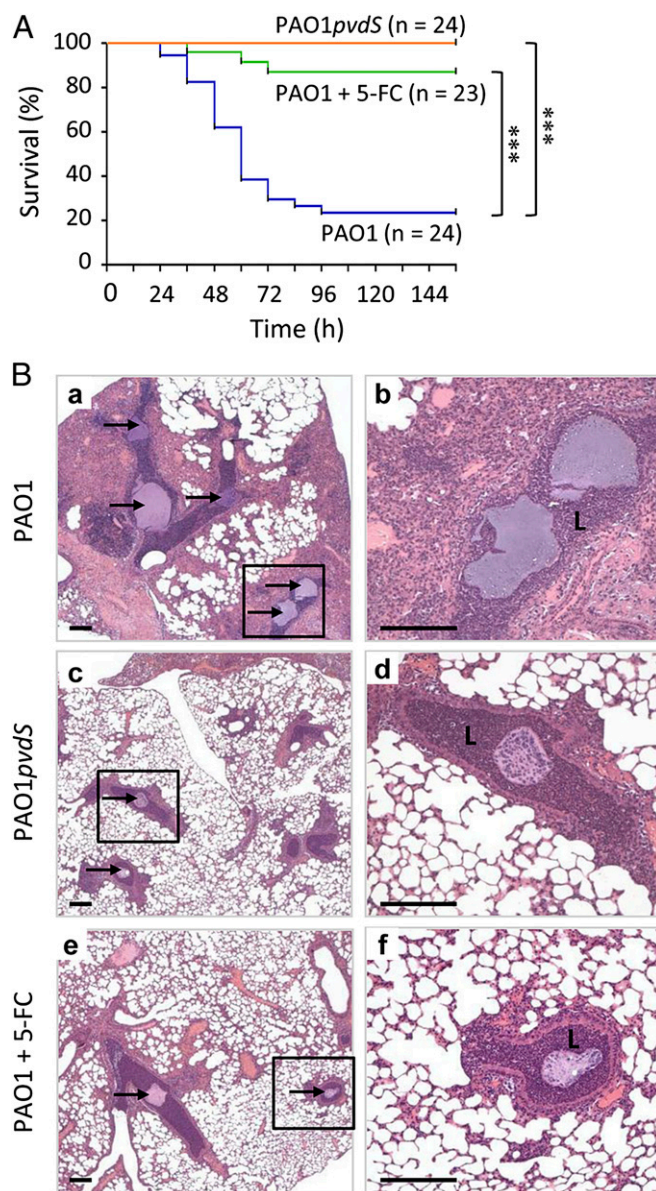 A
PAO1pvdS (n = 24)
100
PAO1 + 5-FC (n = 23)
80
Survival (%)
60
***
***
40
20
PAO1 (n = 24)
0
0 24 48 72 96 120 144
Time (h)
B
a
b
PAO1
L
c
d
PAO1pvdS
L
e
f
PAO1 + 5-FC
L